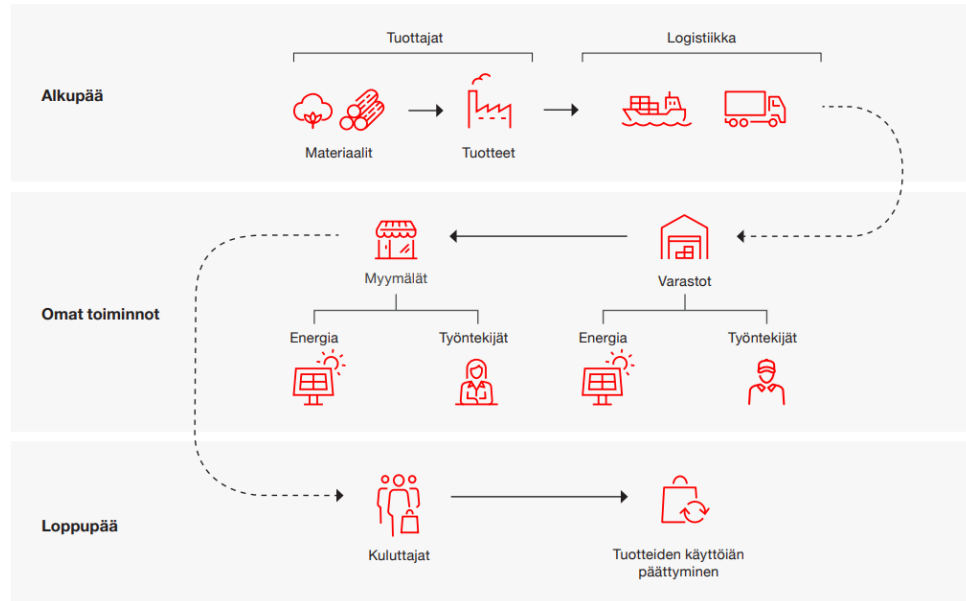 Tuottajat
Logistiikka
Alkupää
Materiaalit
Tuotteet
Myymälät
Varastot
Omat toiminnot
Energia
Työntekijät
Energia
Työntekijät
Loppupää
Kuluttajat
Tuotteiden käyttöiän
päättyminen